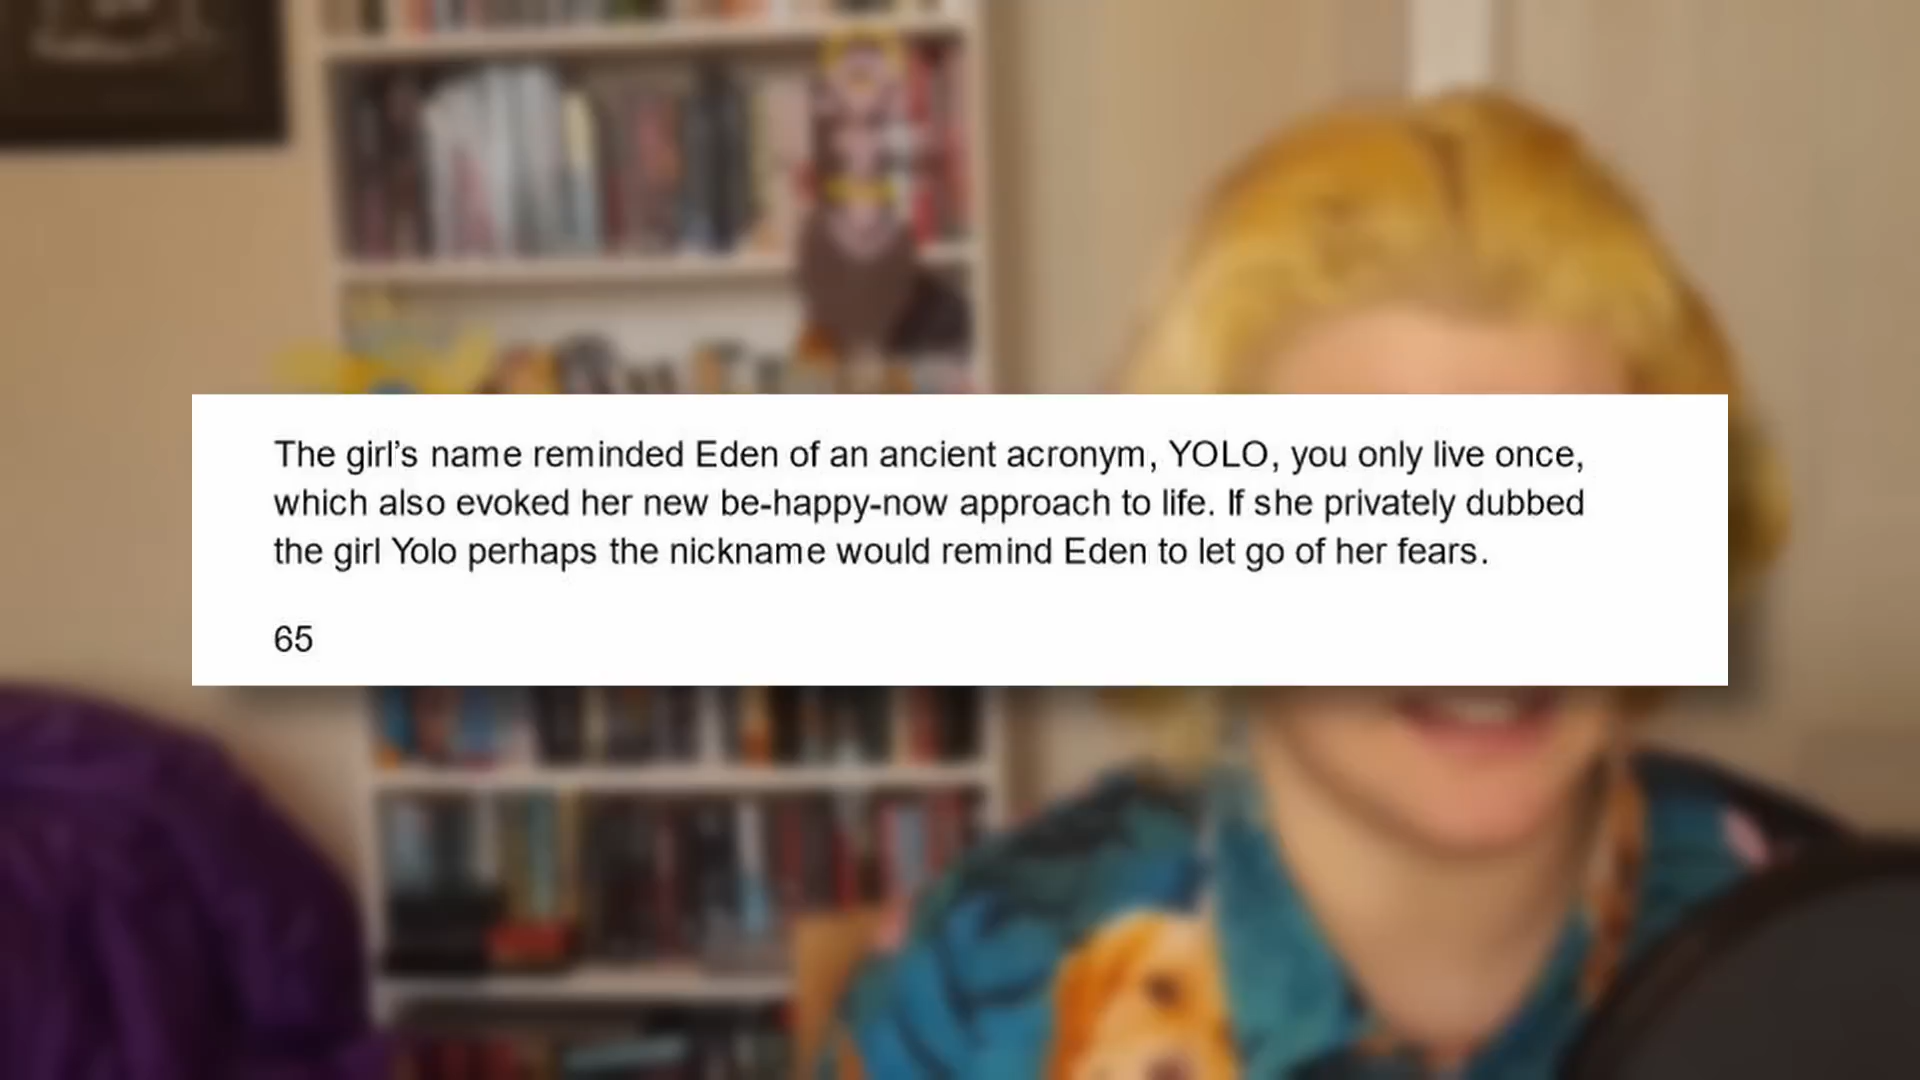 The girl’s name reminded Eden of an ancient acronym, YOLO, you only live once,
which also evoked her new be-happy-now approach to life. If she privately dubbed
the girl Yolo perhaps the nickname would remind Eden to let go of her fears.
65